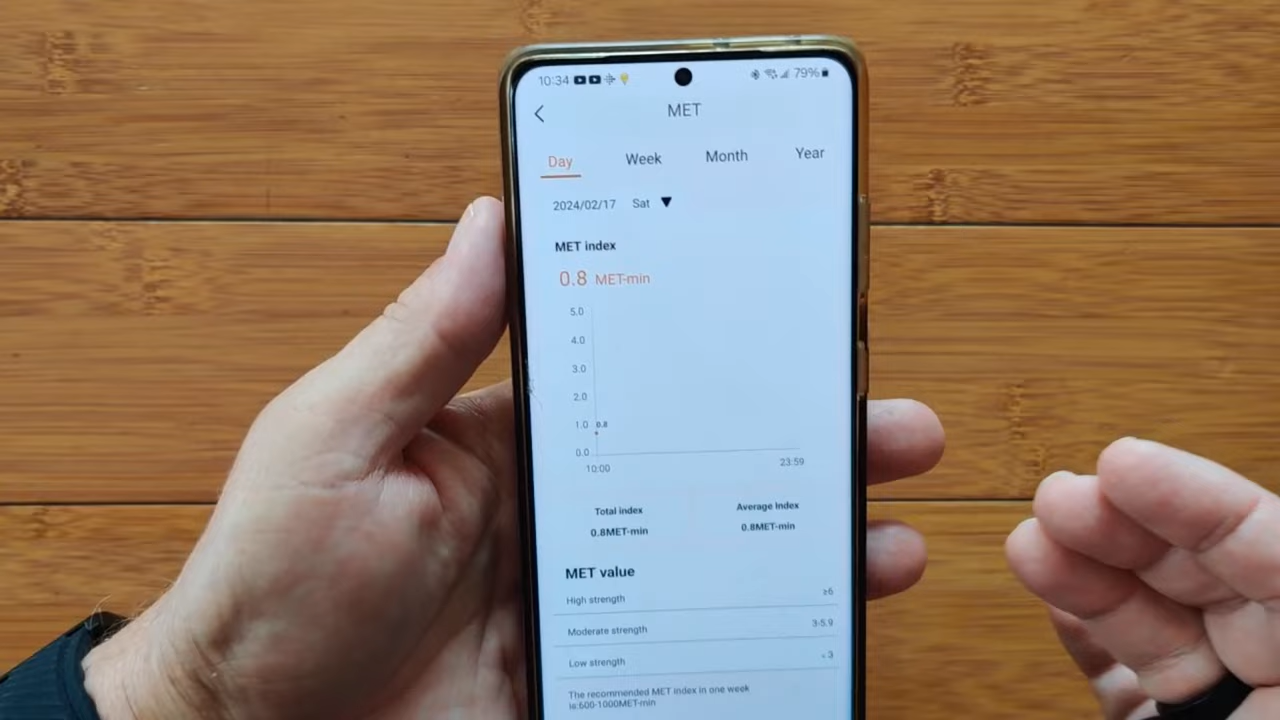 10:34 79%
MET
Day Week Month Year
2024/02/17 Sat
MET index
0.8 MET-min
5.0
4.0
3.0
2.0
1.0 0.8
0.0
10:00 23:59
Total index Average Index
0.8MET-min 0.8MET-min
MET value
High strength ≥6
Moderate strength 3-5.9
Low strength <3
The recommended MET index in one week
is:600-1000MET-min